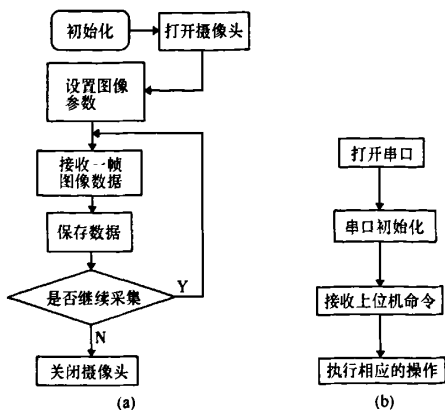 初始化
打开摄像头
设置图像
参数
接收一帧
图像数据
保存数据
是否继续采集
Y
N
关闭摄像头
(a)
打开串口
串口初始化
接收上位机命令
执行相应的操作
(b)